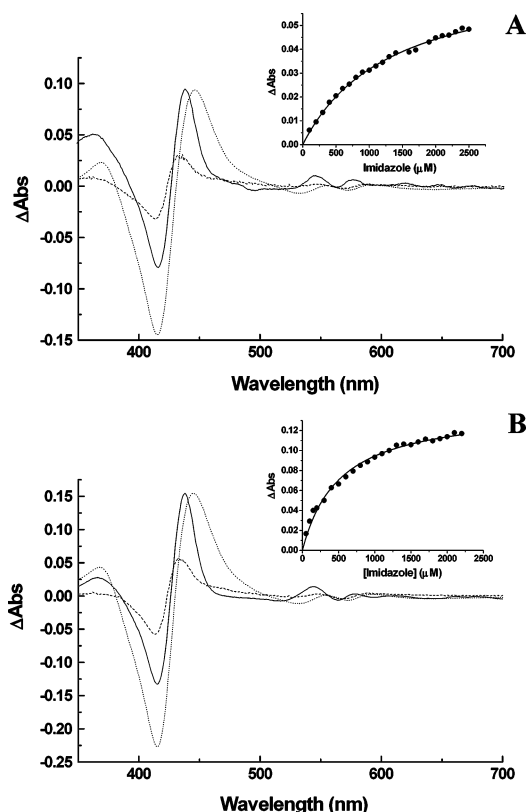 A
0.05
0.04
0.03
0.02
0.01
0.00
ΔAbs
0 500 1000 1500 2000 2500
Imidazole (μM)
0.10
0.05
0.00
-0.05
-0.10
-0.15
ΔAbs
400 500 600 700
Wavelength (nm)
B
0.12
0.10
0.08
0.06
0.04
0.02
0.00
ΔAbs
0 500 1000 1500 2000 2500
[Imidazole] (μM)
0.15
0.10
0.05
0.00
-0.05
-0.10
-0.15
-0.20
-0.25
ΔAbs
400 500 600 700
Wavelength (nm)